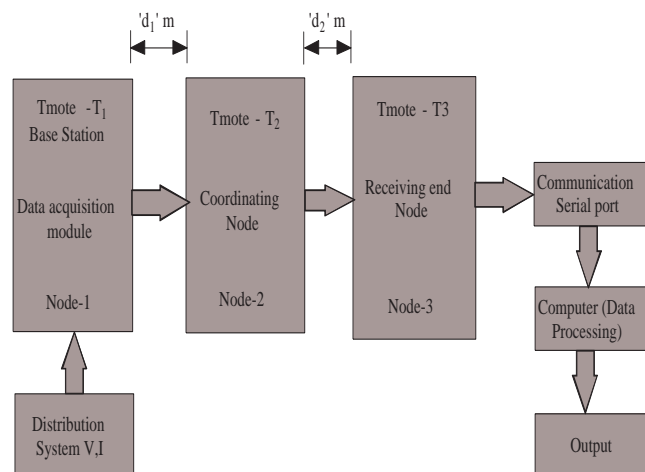 'd₁' m
'd₂' m
Tmote - T₁
Base Station
Data acquisition
module
Node-1
Tmote - T₂
Coordinating
Node
Node-2
Tmote - T3
Receiving end
Node
Node-3
Communication
Serial port
Computer (Data
Processing)
Output
Distribution
System V,I